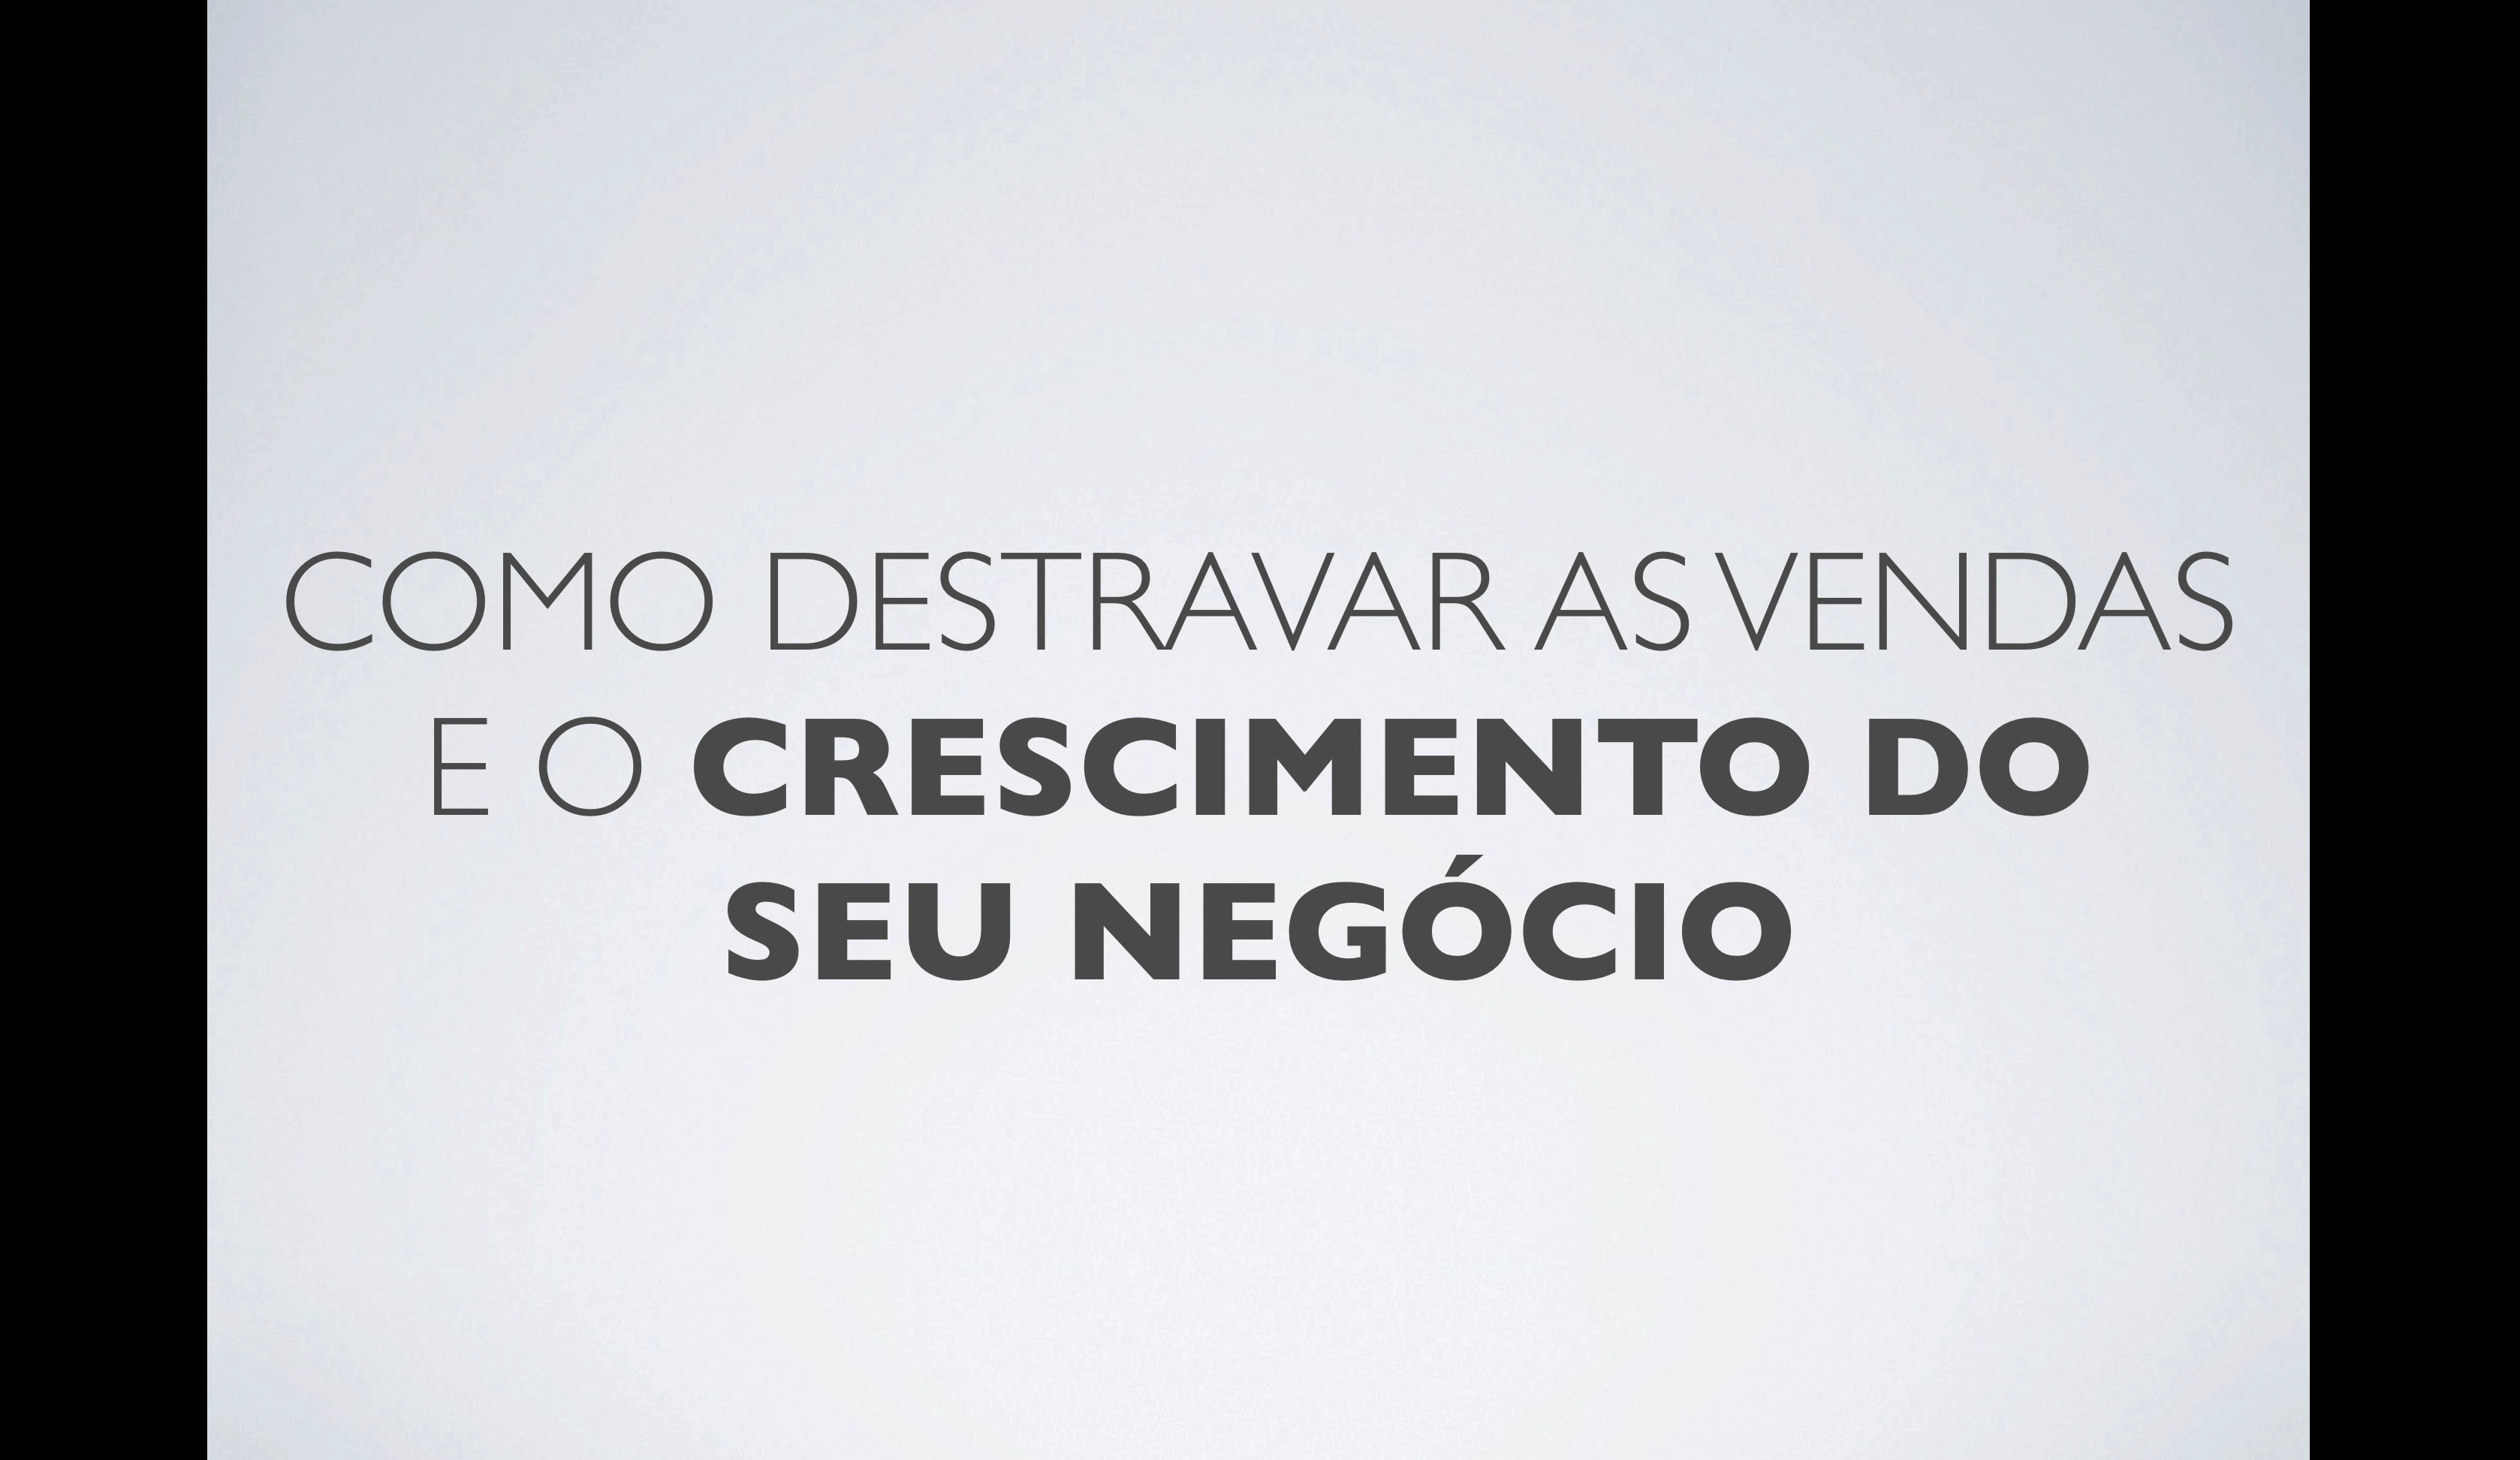 COMO DESTRAVAR AS VENDAS
E O CRESCIMENTO DO
SEU NEGÓCIO